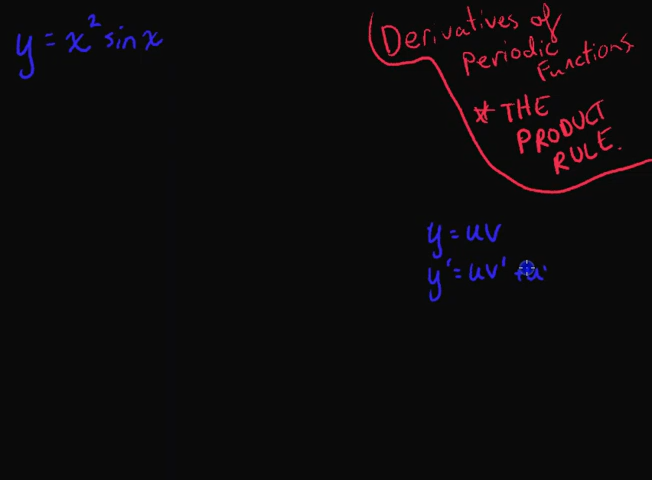 y = x² sin x
Derivatives of
Periodic
Functions.
* THE
PRODUCT
RULE.
y = uv
y' = uv' + u'